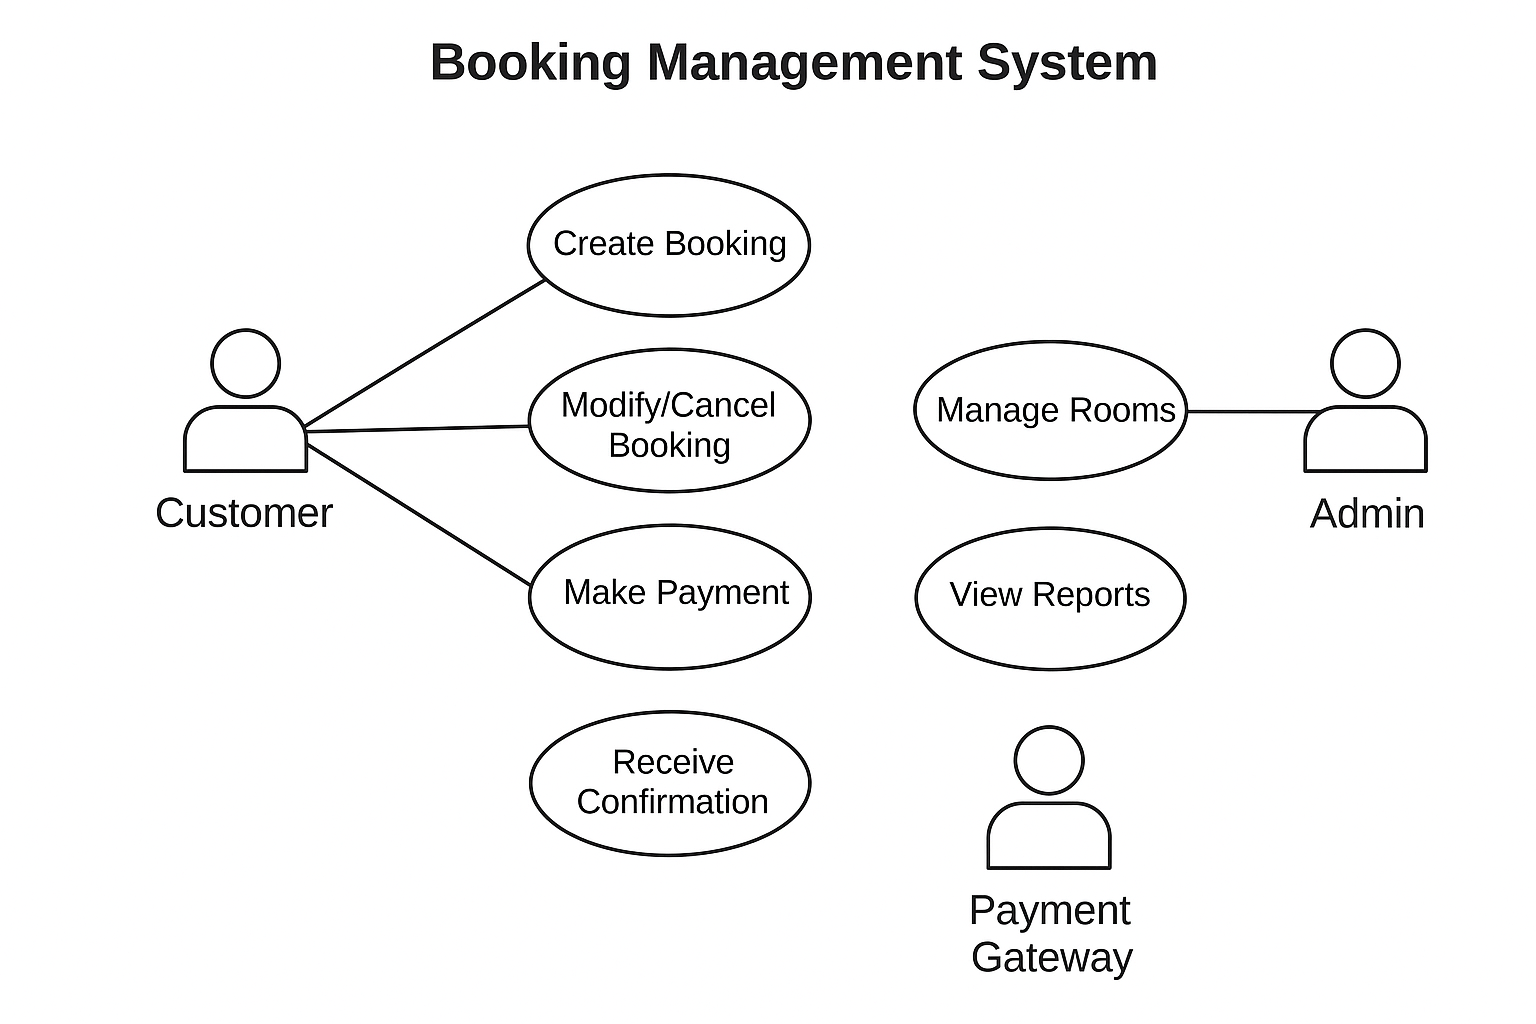 Booking Management System
Create Booking
Modify/Cancel
Booking
Manage Rooms
Customer
Admin
Make Payment
View Reports
Receive
Confirmation
Payment
Gateway